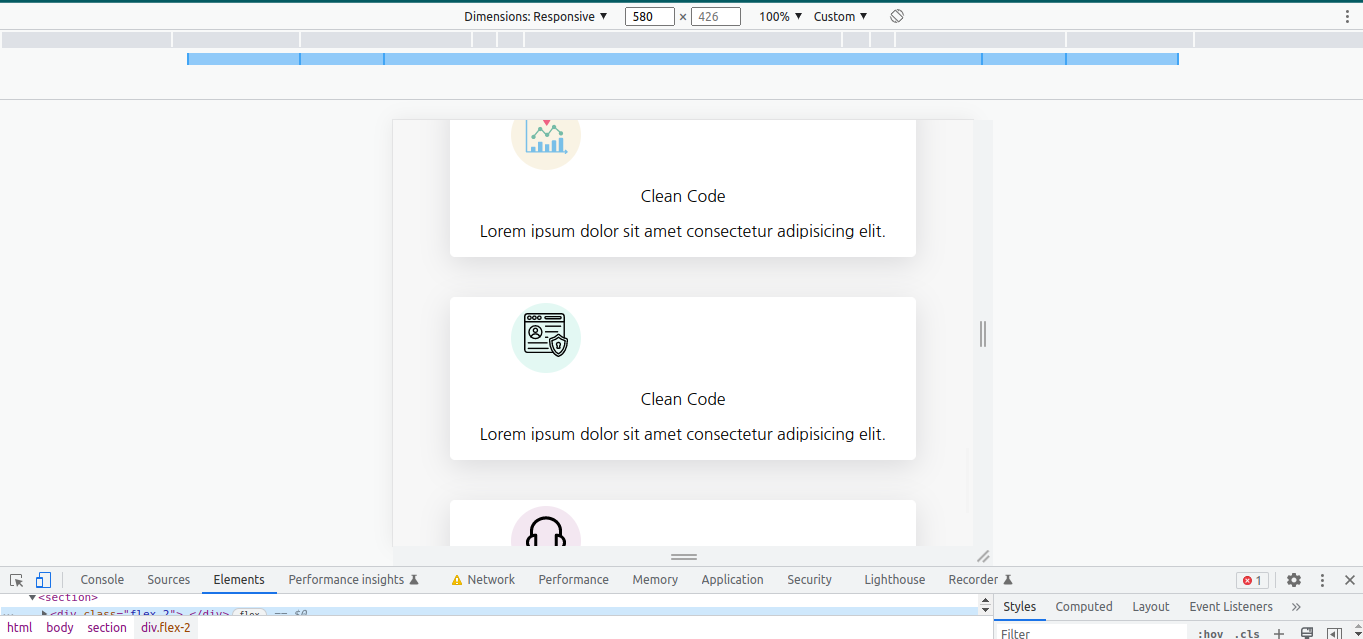 Dimensions: Responsive ▼ 580 × 426 100% ▼ Custom ▼
Clean Code
Lorem ipsum dolor sit amet consectetur adipisicing elit.
Clean Code
Lorem ipsum dolor sit amet consectetur adipisicing elit.
Console Sources Elements Performance insights Network Performance Memory Application Security Lighthouse Recorder 1
▼<section>
… ▶<div class="flex-2"> </div> flex == $0
html body section div.flex-2
Styles Computed Layout Event Listeners »
Filter :hov .cls +